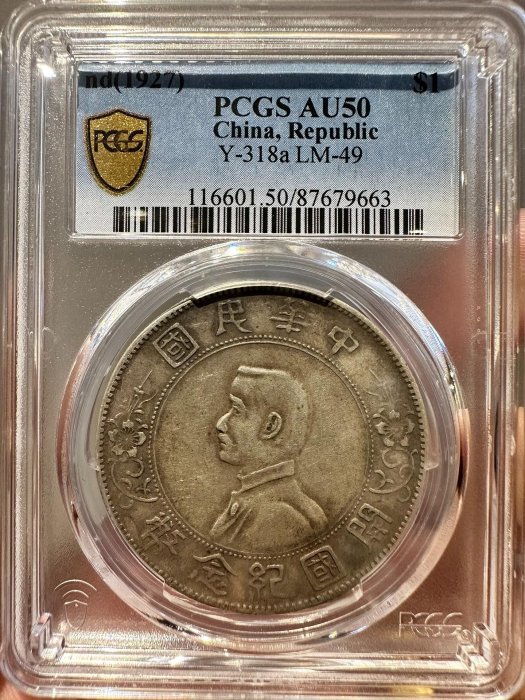 nd(1927) $1
PCGS AU50
China, Republic
Y-318a LM-49
116601.50/87679663
PCGS
國民華中
幣念紀國開
PCGS